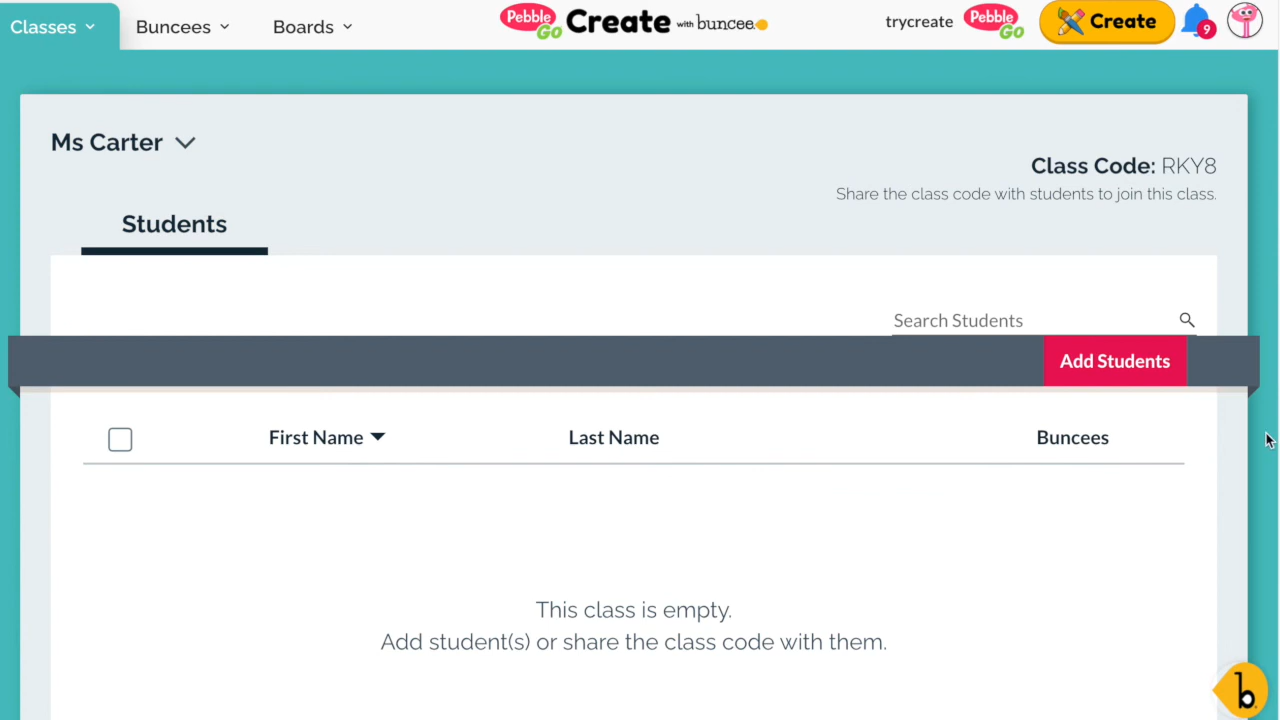 Classes Buncees Boards Pebble Go Create with buncee trycreate Pebble Go Create 9
Ms Carter
Class Code: RKY8
Share the class code with students to join this class.
Students
Search Students
Add Students
First Name Last Name Buncees
This class is empty.
Add student(s) or share the class code with them.
b.